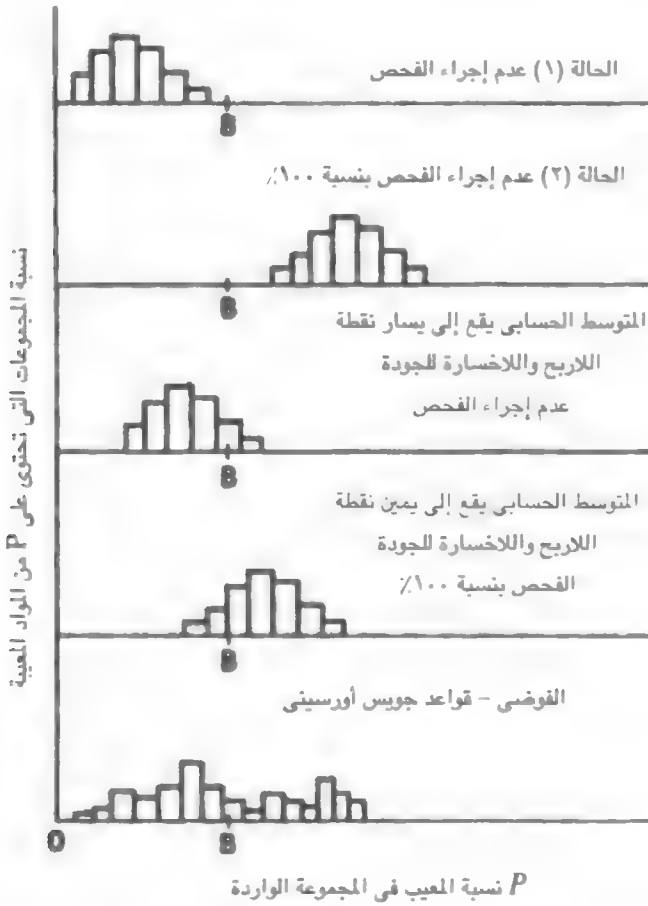 الحالة (١) عدم إجراء الفحص
B
الحالة (٢) عدم إجراء الفحص بنسبة ١٠٠٪
B
المتوسط الحسابى يقع إلى يسار نقطة
اللاربح واللاخسارة للجودة
عدم إجراء الفحص
B
المتوسط الحسابى يقع إلى يمين نقطة
اللاربح واللاخسارة للجودة
الفحص بنسبة ١٠٠٪
B
الفوضى - قواعد جويس أورسينى
0
B
P نسبة المعيب فى المجموعة الواردة
نسبة المجموعات التى تحتوى على P من المواد المعيبة